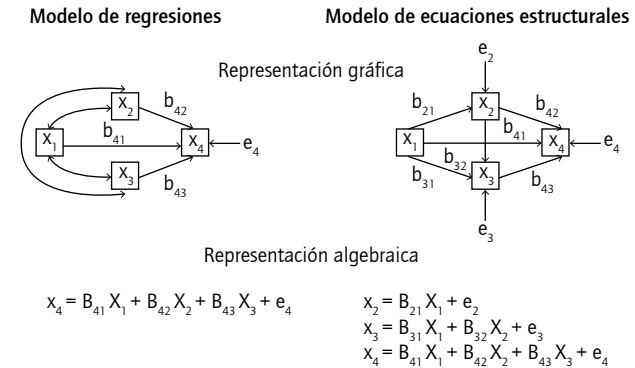 Modelo de regresiones
Modelo de ecuaciones estructurales
Representación gráfica
X₂
b₄₂
X₁
b₄₁
X₄
e₄
X₃
b₄₃
e₂
b₂₁
X₂
b₄₂
X₁
b₄₁
X₄
e₄
b₃₂
b₃₁
X₃
b₄₃
e₃
Representación algebraica
x₄ = B₄₁ X₁ + B₄₂ X₂ + B₄₃ X₃ + e₄
x₂ = B₂₁ X₁ + e₂
x₃ = B₃₁ X₁ + B₃₂ X₂ + e₃
x₄ = B₄₁ X₁ + B₄₂ X₂ + B₄₃ X₃ + e₄